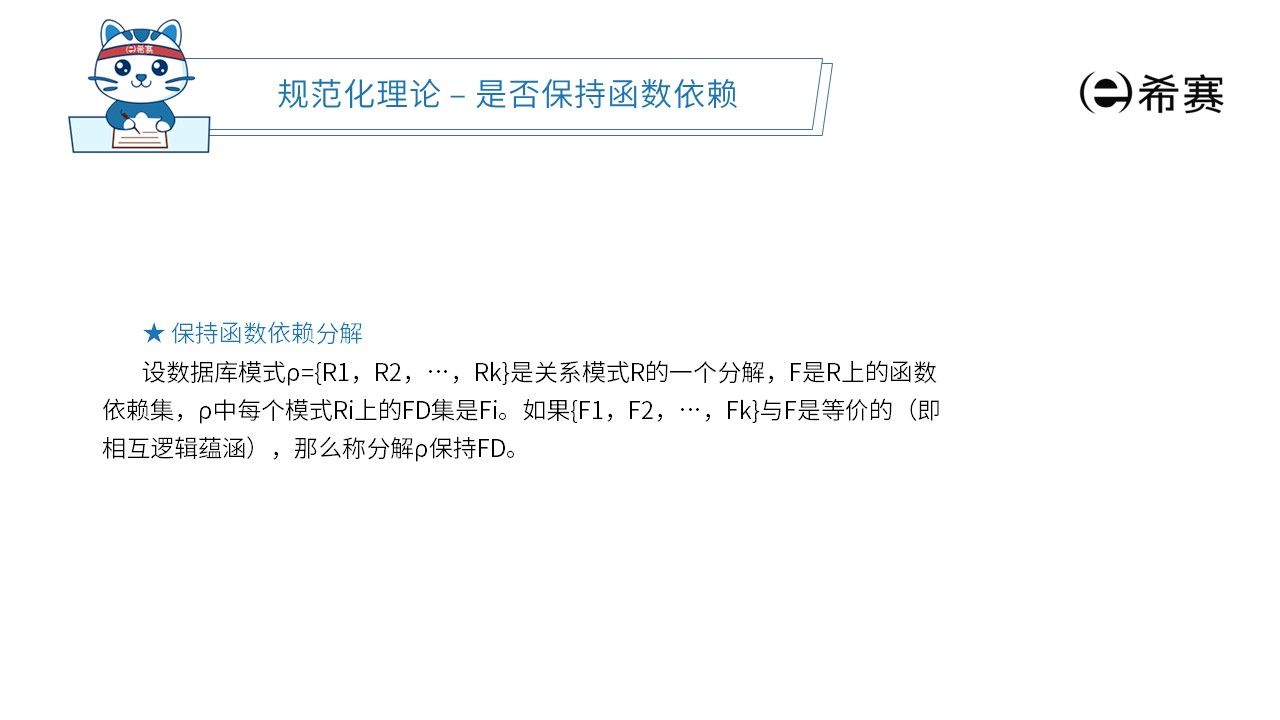 希赛
规范化理论 – 是否保持函数依赖
希赛
★ 保持函数依赖分解
设数据库模式ρ={R1，R2，…，Rk}是关系模式R的一个分解，F是R上的函数
依赖集，ρ中每个模式Ri上的FD集是Fi。如果{F1，F2，…，Fk}与F是等价的（即
相互逻辑蕴涵），那么称分解ρ保持FD。